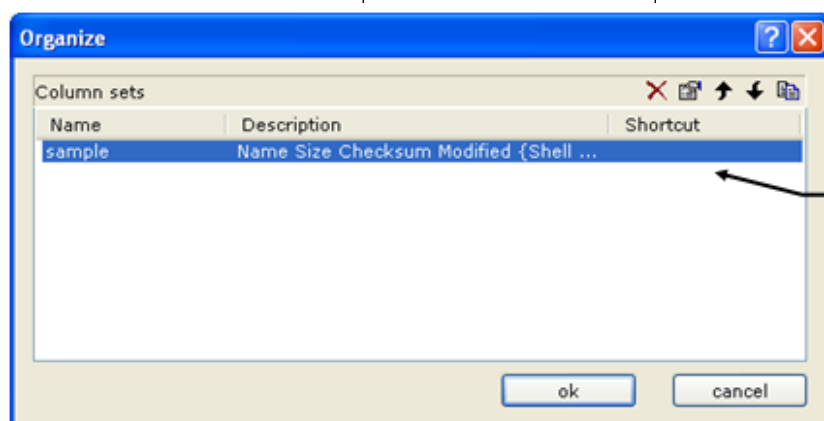 Organize
Column sets
Name Description Shortcut
sample Name Size Checksum Modified {Shell ...
ok cancel